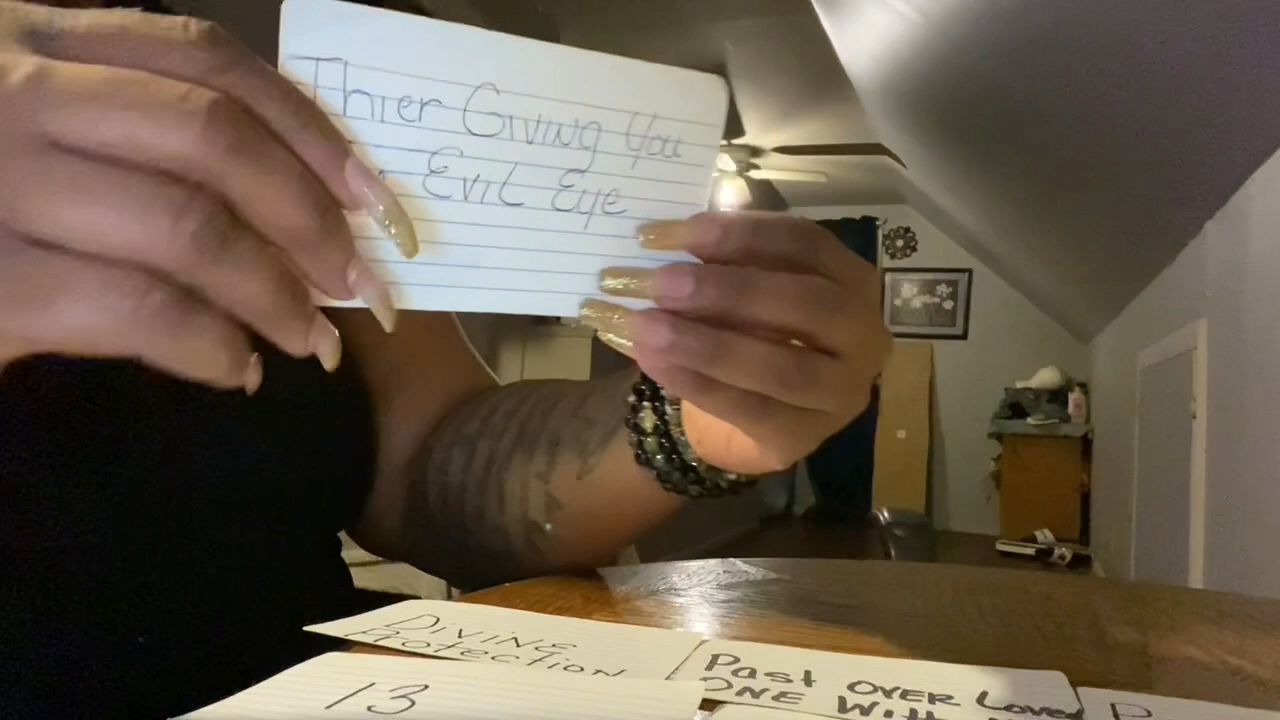 Thier Giving You
Evil Eye
Divine
Protection
Past OVER Loved
ONE With
13